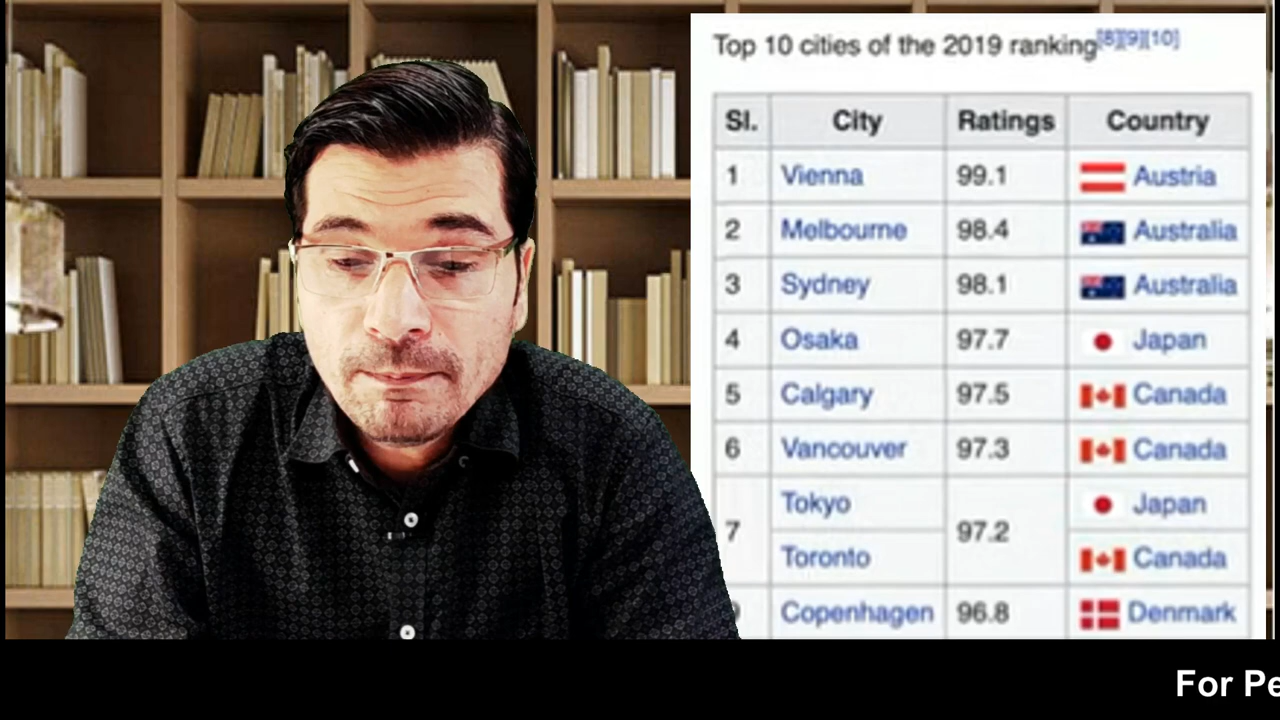 Top 10 cities of the 2019 ranking[8][9][10]
Sl. City Ratings Country
1 Vienna 99.1 Austria
2 Melbourne 98.4 Australia
3 Sydney 98.1 Australia
4 Osaka 97.7 Japan
5 Calgary 97.5 Canada
6 Vancouver 97.3 Canada
7 Tokyo 97.2 Japan
Toronto Canada
Copenhagen 96.8 Denmark
For